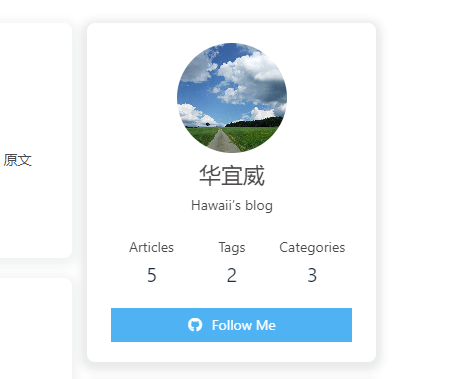 原文
华宜威
Hawaii's blog
Articles Tags Categories
5 2 3
Follow Me